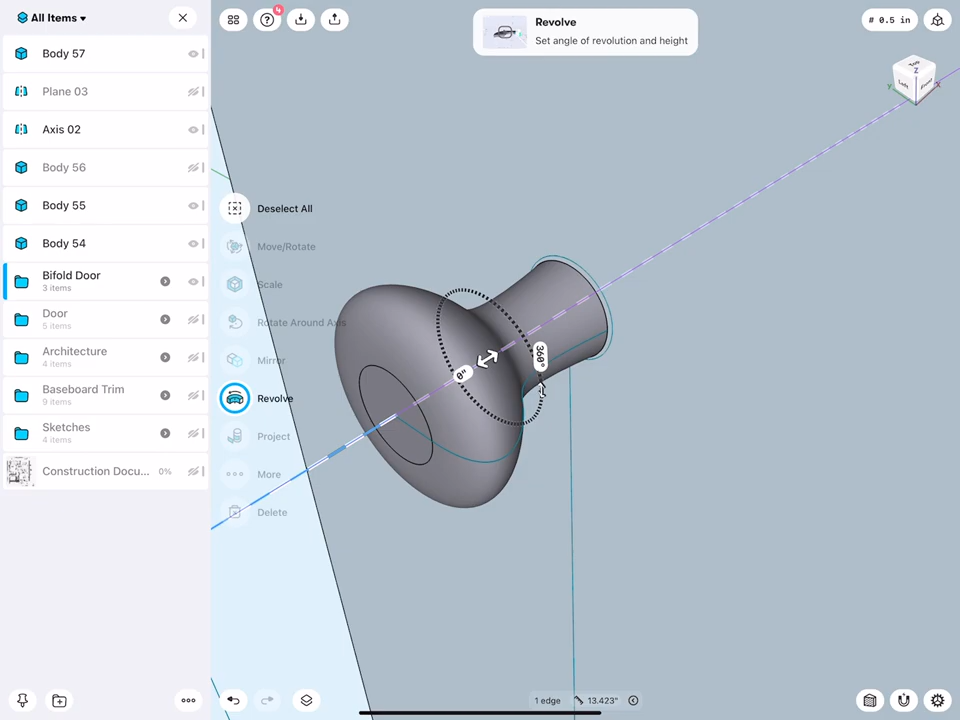 All Items
Body 57
Plane 03
Axis 02
Body 56
Body 55
Body 54
Bifold Door
3 items
Door
5 items
Architecture
4 items
Baseboard Trim
9 items
Sketches
4 items
Construction Docu... 0%
4
Revolve
Set angle of revolution and height
# 0.5 in
Z
Y
X
Left
Deselect All
Move/Rotate
Scale
Rotate Around Axis
Mirror
Revolve
Project
More
Delete
0"
360°
1 edge
13.423"